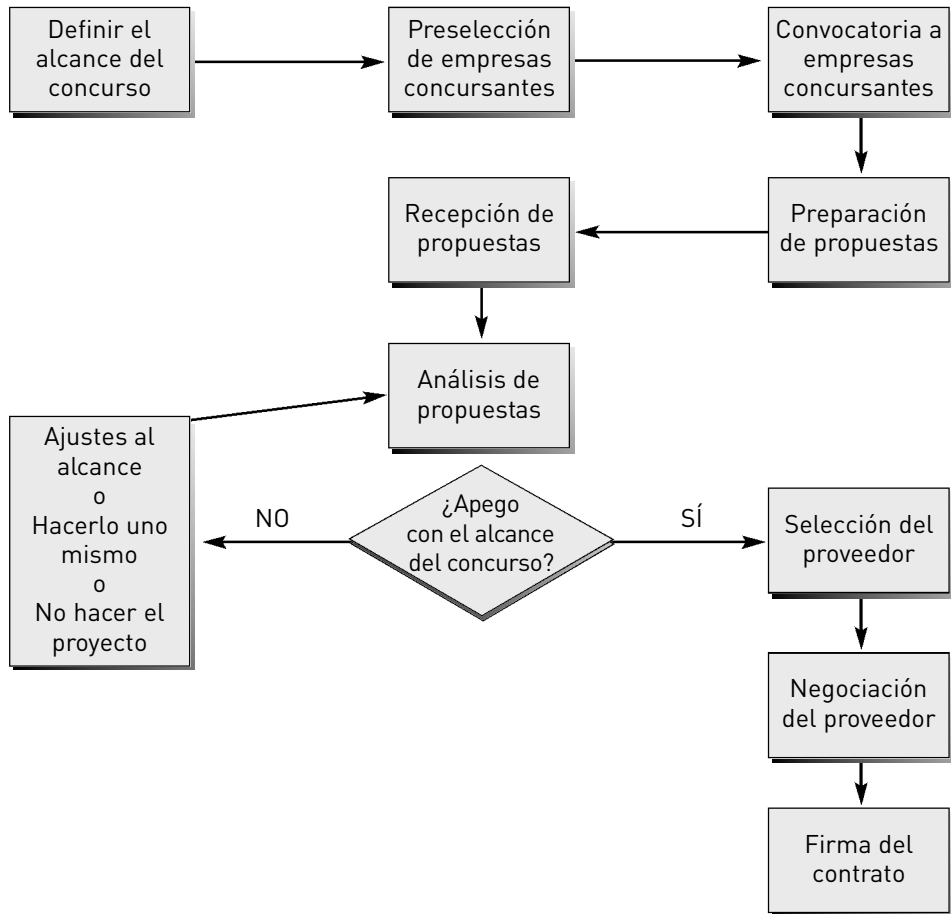 Definir el
alcance del
concurso
Preselección
de empresas
concursantes
Convocatoria a
empresas
concursantes
Preparación
de propuestas
Recepción de
propuestas
Análisis de
propuestas
¿Apego
con el alcance
del concurso?
NO
Ajustes al
alcance
o
Hacerlo uno
mismo
o
No hacer el
proyecto
SÍ
Selección del
proveedor
Negociación
del proveedor
Firma del
contrato